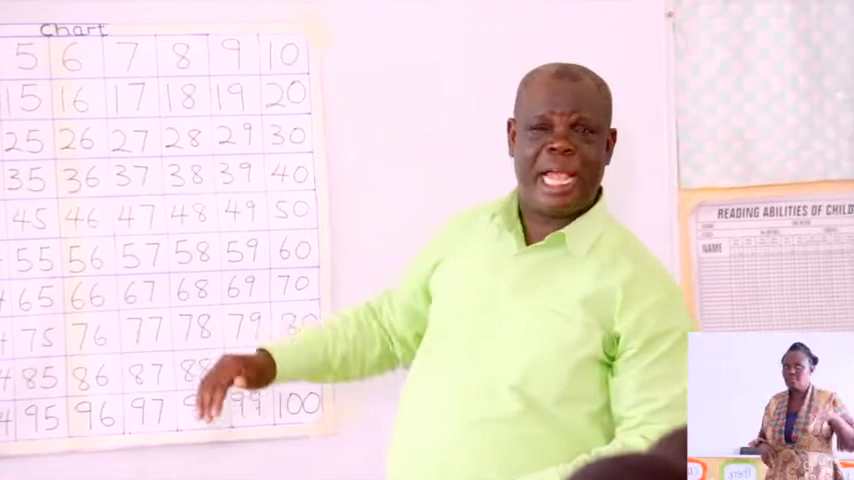 Chart
5 6 7 8 9 10
15 16 17 18 19 20
25 26 27 28 29 30
35 36 37 38 39 40
45 46 47 48 49 50
55 56 57 58 59 60
65 66 67 68 69 70
75 76 77 78 79
85 86 87
95 96 97 100
READING ABILITIES OF CHILD
NAME